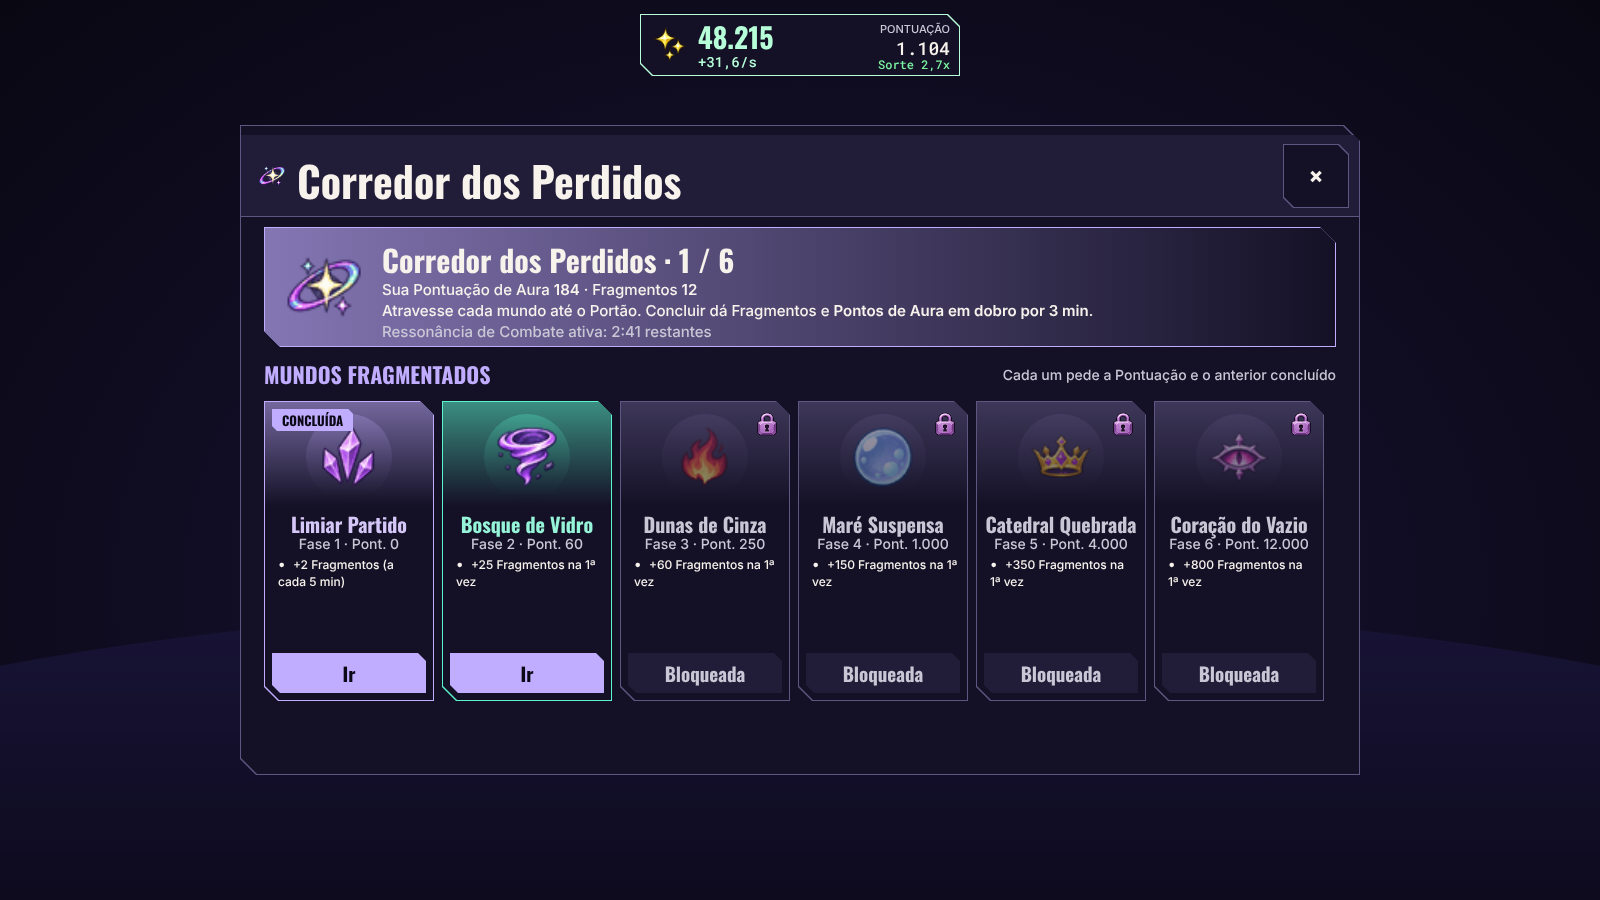 48.215
+31,6/s
PONTUAÇÃO
1.104
Sorte 2,7x
Corredor dos Perdidos
×
Corredor dos Perdidos · 1 / 6
Sua Pontuação de Aura 184 · Fragmentos 12
Atravesse cada mundo até o Portão. Concluir dá Fragmentos e Pontos de Aura em dobro por 3 min.
Ressonância de Combate ativa: 2:41 restantes
MUNDOS FRAGMENTADOS
Cada um pede a Pontuação e o anterior concluído
CONCLUÍDA
Limiar Partido
Fase 1 · Pont. 0
• +2 Fragmentos (a
cada 5 min)
Ir
Bosque de Vidro
Fase 2 · Pont. 60
• +25 Fragmentos na 1ª
vez
Ir
Dunas de Cinza
Fase 3 · Pont. 250
• +60 Fragmentos na 1ª
vez
Bloqueada
Maré Suspensa
Fase 4 · Pont. 1.000
• +150 Fragmentos na 1ª
vez
Bloqueada
Catedral Quebrada
Fase 5 · Pont. 4.000
• +350 Fragmentos na
1ª vez
Bloqueada
Coração do Vazio
Fase 6 · Pont. 12.000
• +800 Fragmentos na
1ª vez
Bloqueada